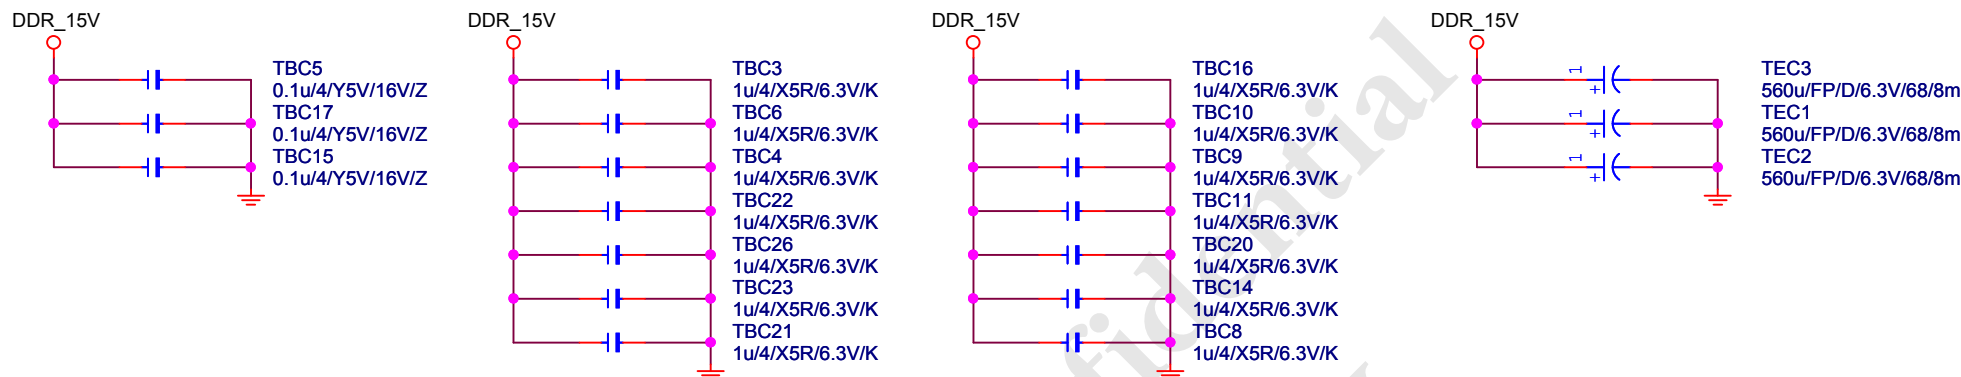 DDR_15V
TBC5
0.1u/4/Y5V/16V/Z
TBC17
0.1u/4/Y5V/16V/Z
TBC15
0.1u/4/Y5V/16V/Z
DDR_15V
TBC3
1u/4/X5R/6.3V/K
TBC6
1u/4/X5R/6.3V/K
TBC4
1u/4/X5R/6.3V/K
TBC22
1u/4/X5R/6.3V/K
TBC26
1u/4/X5R/6.3V/K
TBC23
1u/4/X5R/6.3V/K
TBC21
1u/4/X5R/6.3V/K
DDR_15V
TBC16
1u/4/X5R/6.3V/K
TBC10
1u/4/X5R/6.3V/K
TBC9
1u/4/X5R/6.3V/K
TBC11
1u/4/X5R/6.3V/K
TBC20
1u/4/X5R/6.3V/K
TBC14
1u/4/X5R/6.3V/K
TBC8
1u/4/X5R/6.3V/K
DDR_15V
1
+
TEC3
560u/FP/D/6.3V/68/8m
1
+
TEC1
560u/FP/D/6.3V/68/8m
1
+
TEC2
560u/FP/D/6.3V/68/8m
fidential